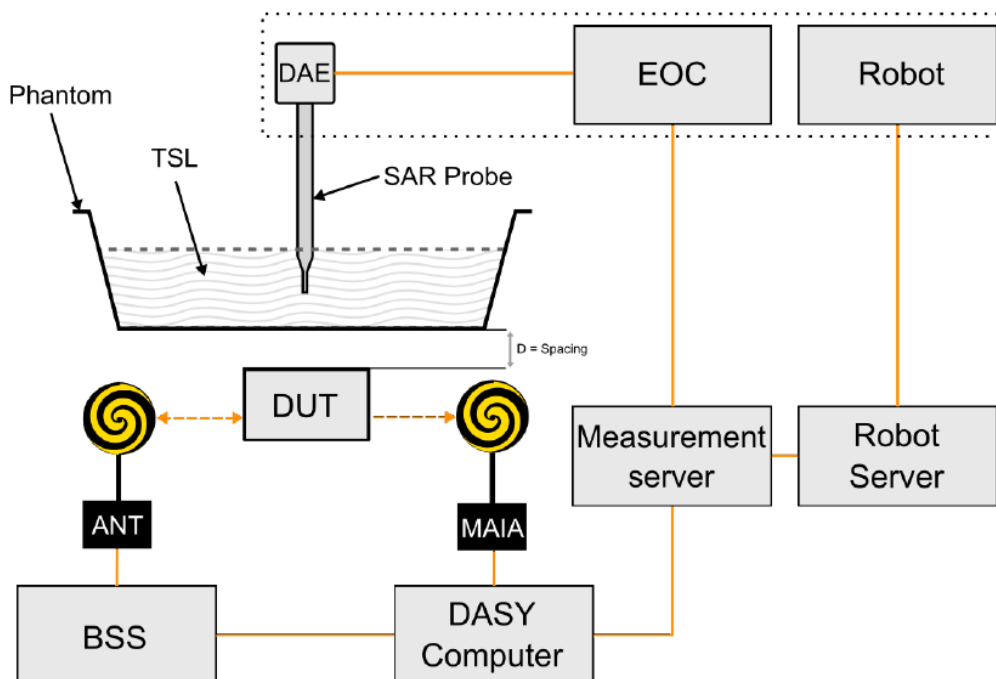 DAE
EOC
Robot
Phantom
TSL
SAR Probe
D = Spacing
DUT
Measurement
server
Robot
Server
ANT
MAIA
BSS
DASY
Computer